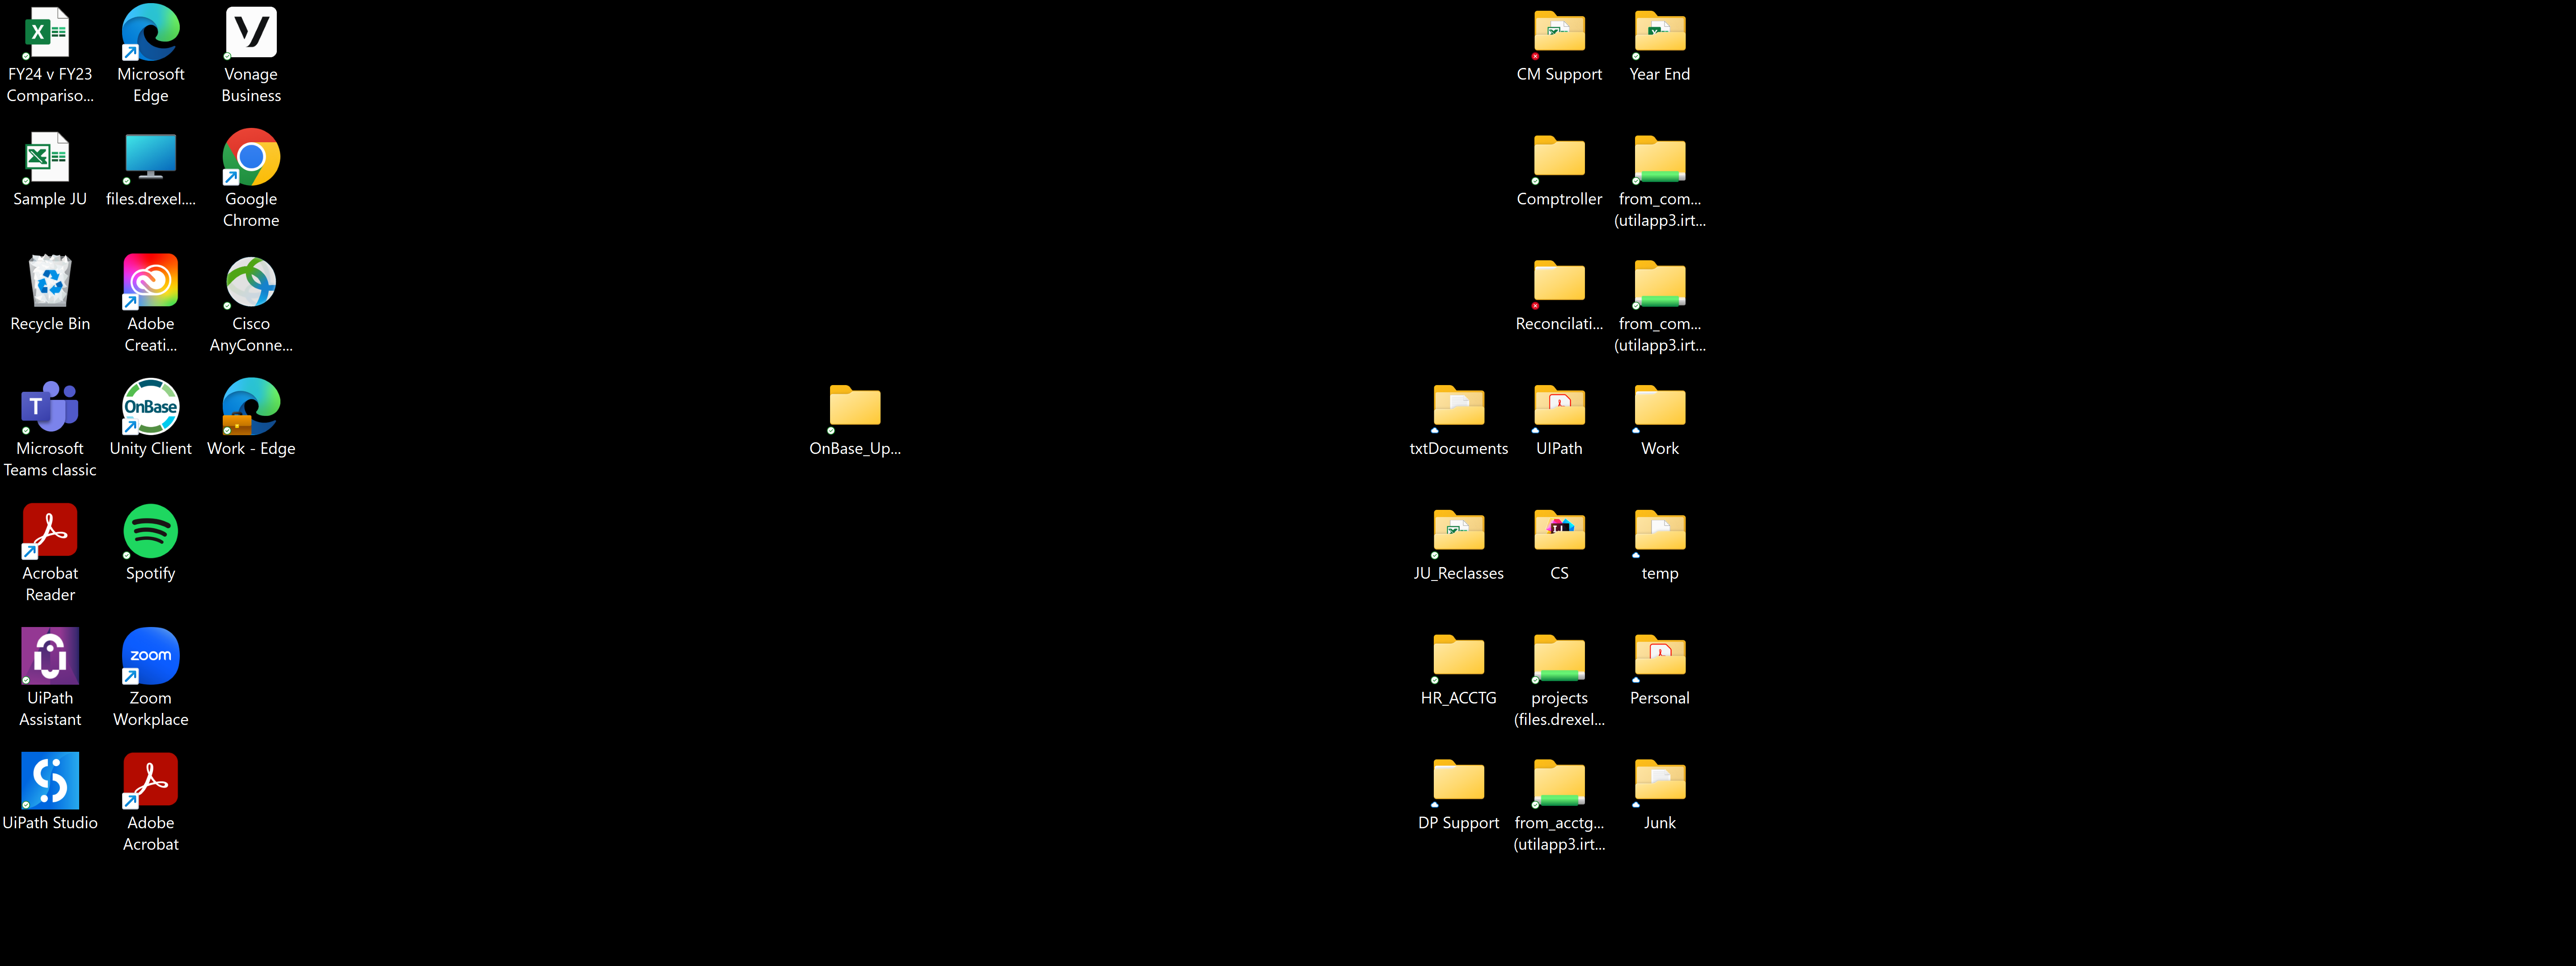 FY24 v FY23
Compariso...
Microsoft
Edge
Vonage
Business
CM Support
Year End
Sample JU
files.drexel....
Google
Chrome
Comptroller
from_com...
(utilapp3.irt...
Recycle Bin
Adobe
Creati...
Cisco
AnyConne...
Reconcilati...
from_com...
(utilapp3.irt...
T
Microsoft
Teams classic
OnBase
Unity Client
Work - Edge
OnBase_Up...
txtDocuments
UIPath
Work
Acrobat
Reader
Spotify
JU_Reclasses
CS
temp
UiPath
Assistant
zoom
Zoom
Workplace
HR_ACCTG
projects
(files.drexel...
Personal
UiPath Studio
Adobe
Acrobat
DP Support
from_acctg...
(utilapp3.irt...
Junk